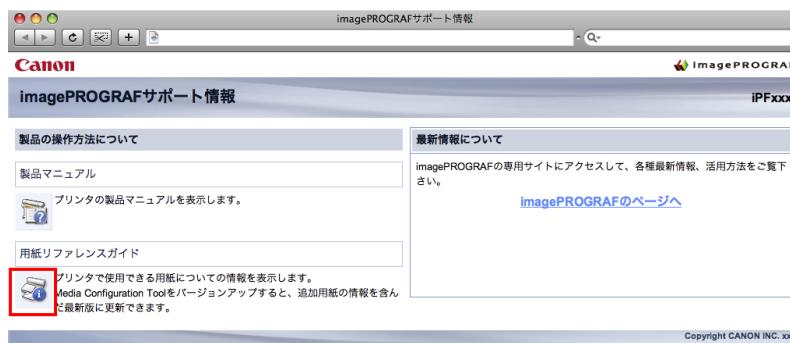 imagePROGRAFサポート情報
Canon
imagePROGRAF
imagePROGRAFサポート情報
iPFxxx
製品の操作方法について
製品マニュアル
プリンタの製品マニュアルを表示します。
用紙リファレンスガイド
プリンタで使用できる用紙についての情報を表示します。
Media Configuration Toolをバージョンアップすると、追加用紙の情報を含ん
だ最新版に更新できます。
最新情報について
imagePROGRAFの専用サイトにアクセスして、各種最新情報、活用方法をご覧下
さい。
imagePROGRAFのページへ
Copyright CANON INC. xx